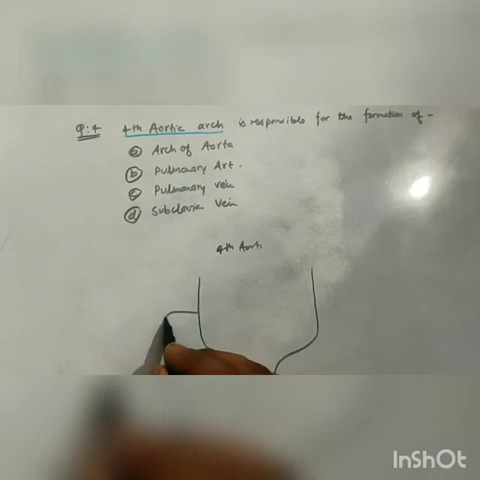 Q:4 4th Aortic arch is responsible for the formation of -
a Arch of Aorta
b Pulmonary Art.
c Pulmonary vein
d Subclavian Vein
4th Aorti
InShOt